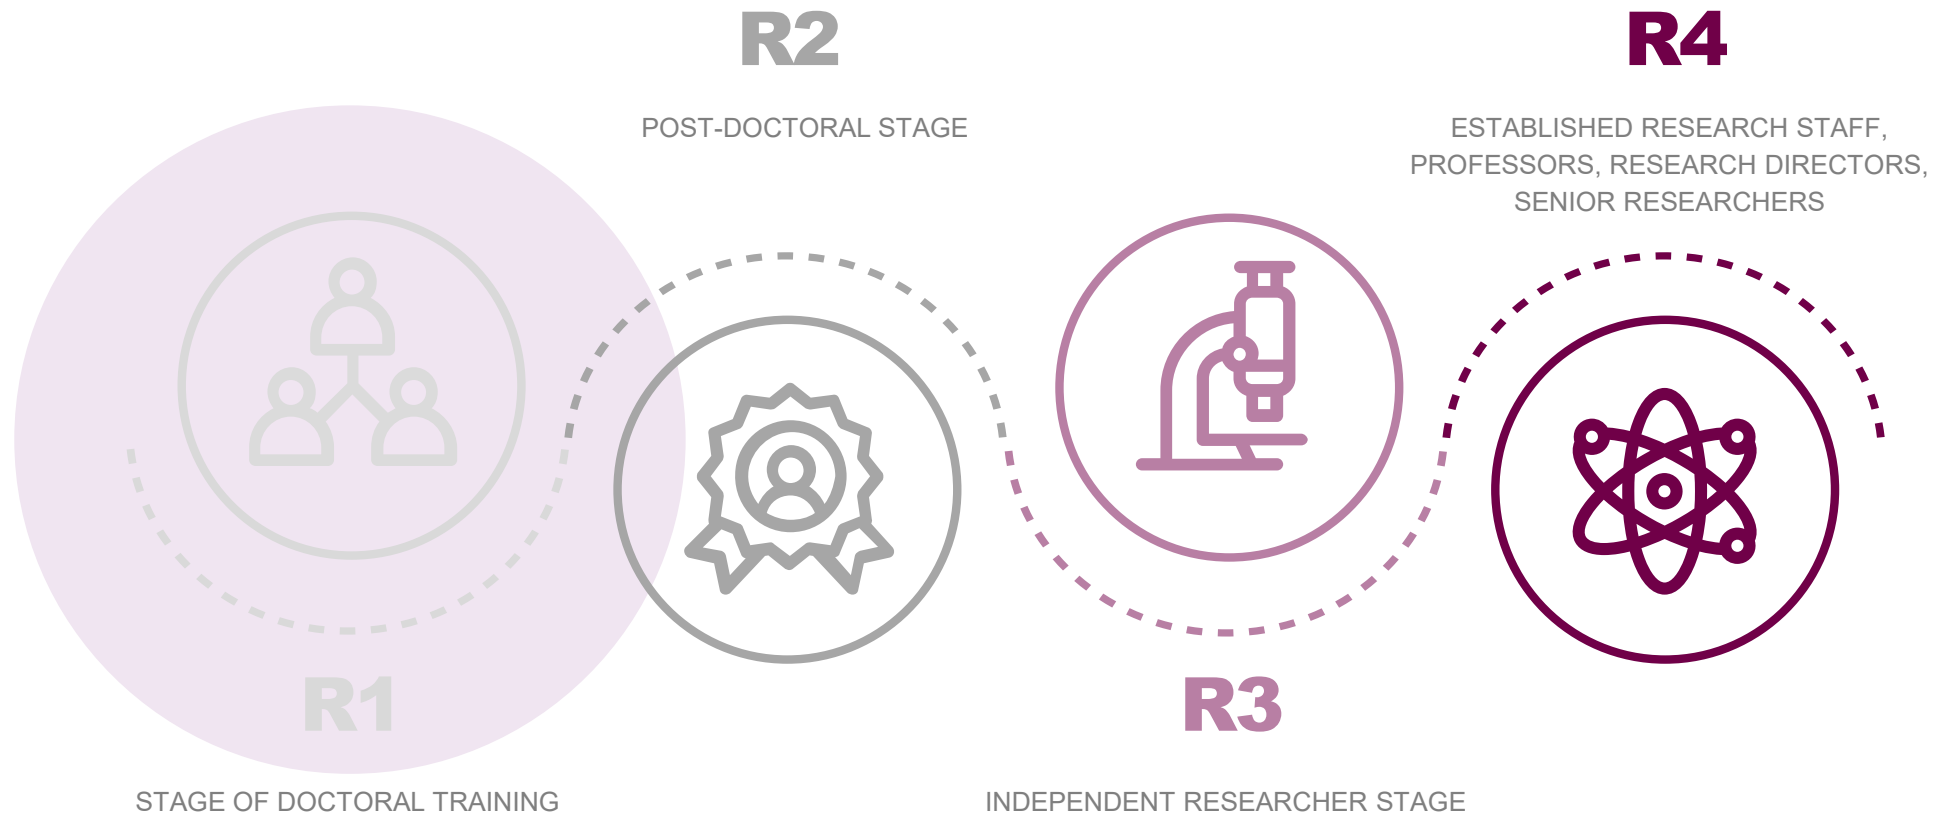 R1
STAGE OF DOCTORAL TRAINING
R2
POST-DOCTORAL STAGE
R3
INDEPENDENT RESEARCHER STAGE
R4
ESTABLISHED RESEARCH STAFF,
PROFESSORS, RESEARCH DIRECTORS,
SENIOR RESEARCHERS